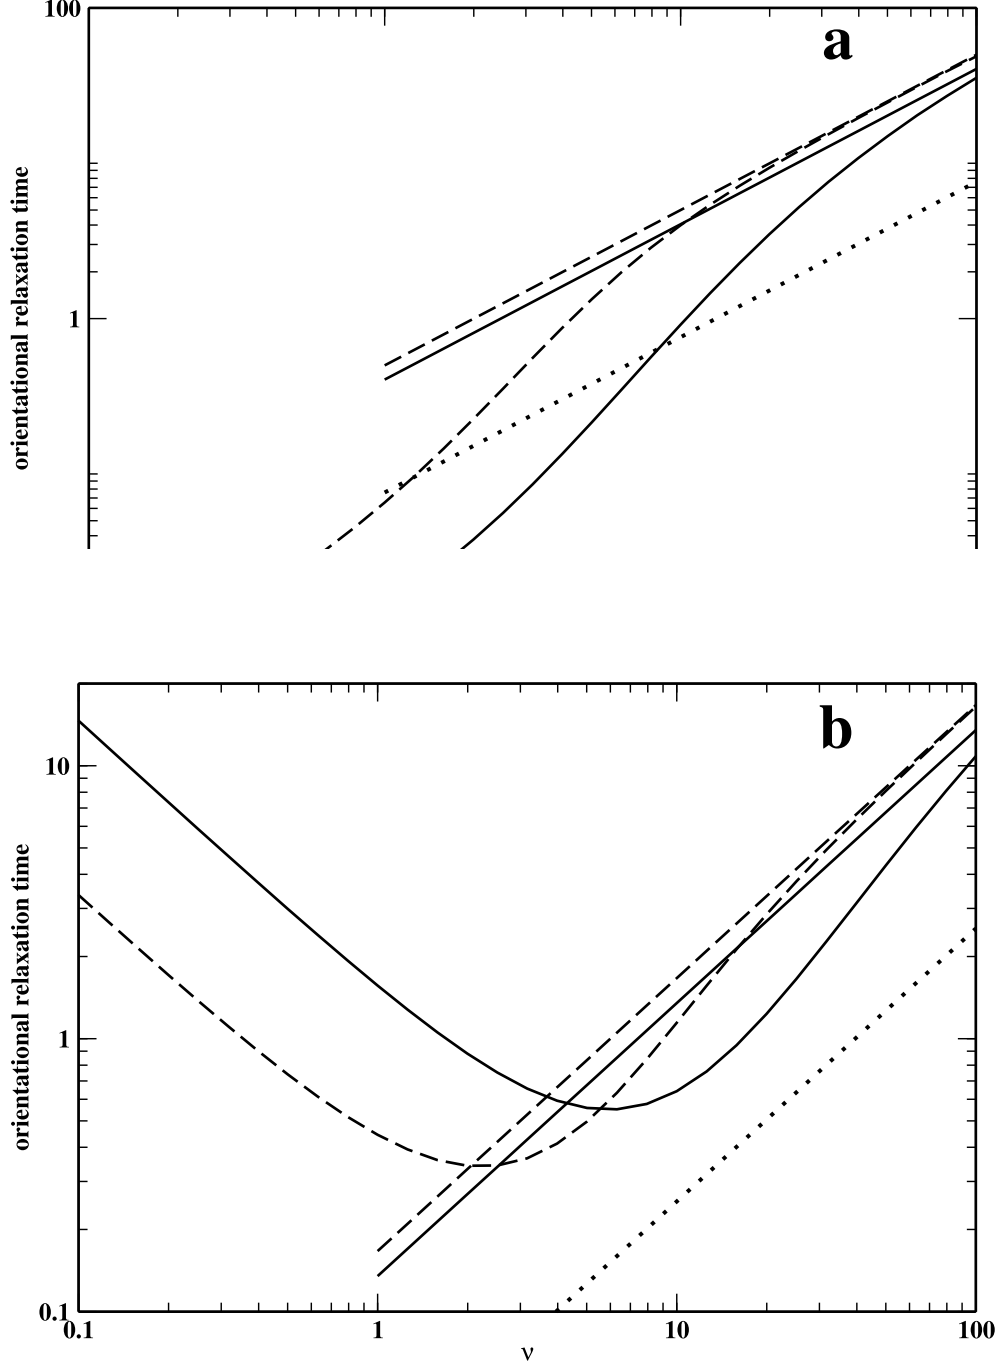 100
a
orientational relaxation time
1
b
10
orientational relaxation time
1
0.1
0.1 1 10 100
ν